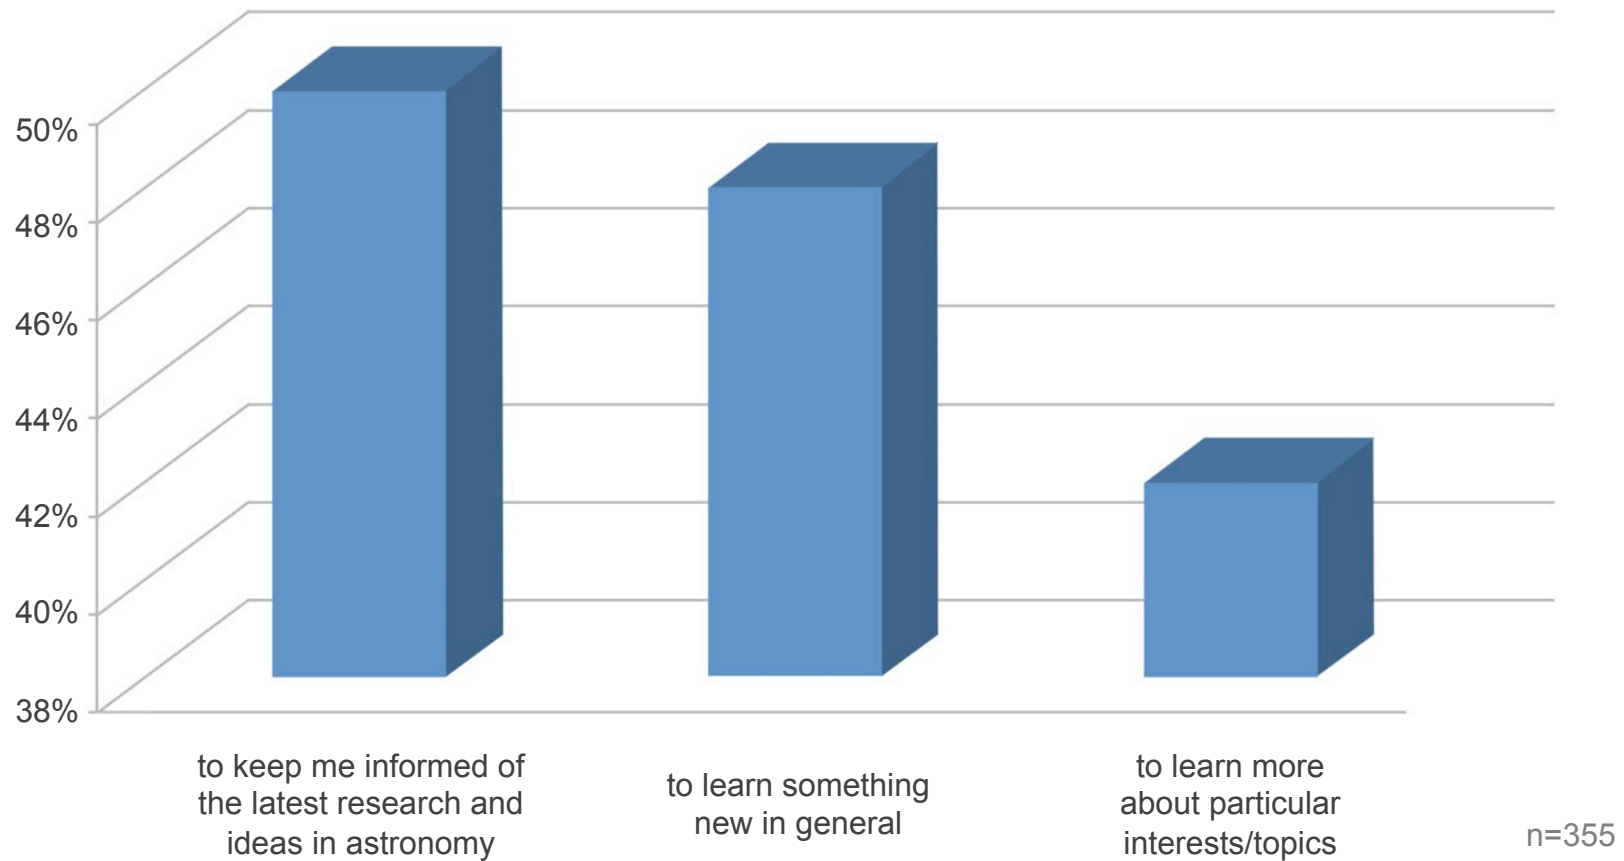 50%
48%
46%
44%
42%
40%
38%
to keep me informed of
the latest research and
ideas in astronomy
to learn something
new in general
to learn more
about particular
interests/topics
n=355